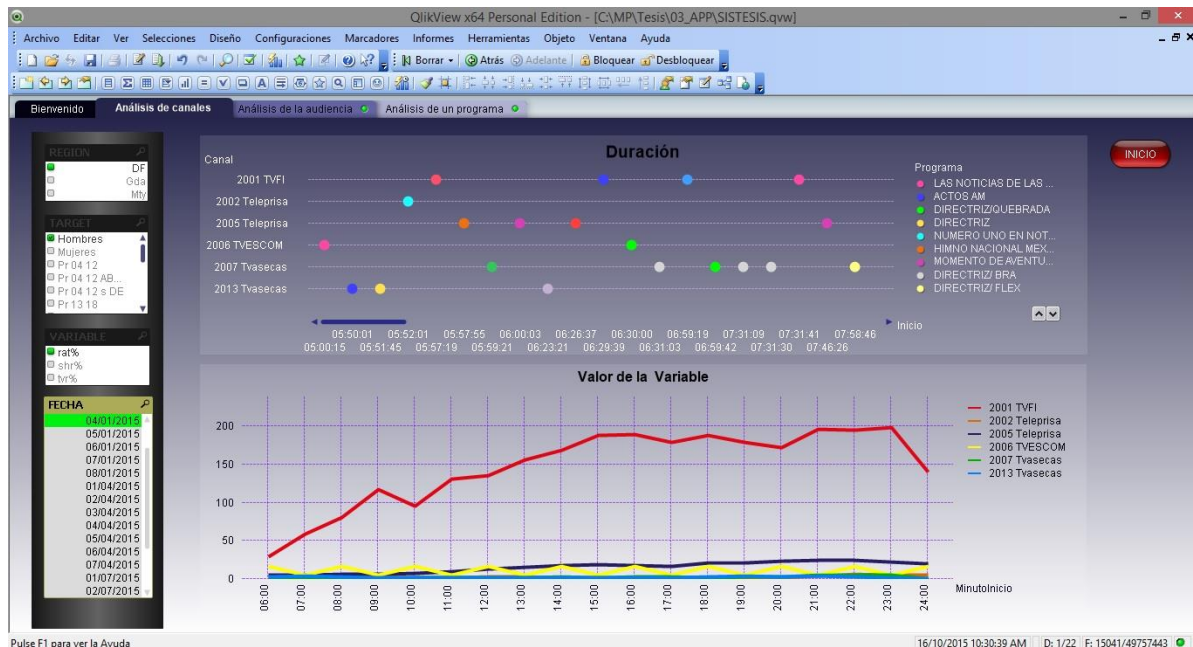 QlikView x64 Personal Edition - [C:\MP\Tesis\03_APP\SISTESIS.qvw]
Archivo Editar Ver Selecciones Diseño Configuraciones Marcadores Informes Herramientas Objeto Ventana Ayuda
Borrar Atrás Adelante Bloquear Desbloquear
Bienvenido Análisis de canales Análisis de la audiencia Análisis de un programa
REGION
DF
Gda
Mty
TARGET
Hombres
Mujeres
Pr 04 12
Pr 04 12 AB...
Pr 04 12 s DE
Pr 13 18
VARIABLE
rat%
shr%
tvr%
FECHA
04/01/2015
05/01/2015
06/01/2015
07/01/2015
08/01/2015
01/04/2015
02/04/2015
03/04/2015
04/04/2015
05/04/2015
06/04/2015
07/04/2015
01/07/2015
02/07/2015
Duración
Canal
2001 TVFI
2002 Teleprisa
2005 Teleprisa
2006 TVESCOM
2007 Tvasecas
2013 Tvasecas
05:50:01 05:52:01 05:57:55 06:00:03 06:26:37 06:30:00 06:59:19 07:31:09 07:31:41 07:58:46
05:00:15 05:51:45 05:57:19 05:59:21 06:23:21 06:29:39 06:31:03 06:59:42 07:31:30 07:46:26
Inicio
Programa
LAS NOTICIAS DE LAS ...
ACTOS AM
DIRECTRIZ/QUEBRADA
DIRECTRIZ
NUMERO UNO EN NOT...
HIMNO NACIONAL MEX...
MOMENTO DE AVENTU...
DIRECTRIZ/ BRA
DIRECTRIZ/ FLEX
INICIO
Valor de la Variable
200
150
100
50
0
06:00 07:00 08:00 09:00 10:00 11:00 12:00 13:00 14:00 15:00 16:00 17:00 18:00 19:00 20:00 21:00 22:00 23:00 24:00
MinutoInicio
2001 TVFI
2002 Teleprisa
2005 Teleprisa
2006 TVESCOM
2007 Tvasecas
2013 Tvasecas
Pulse F1 para ver la Ayuda
16/10/2015 10:30:39 AM D: 1/22 F: 15041/49757443